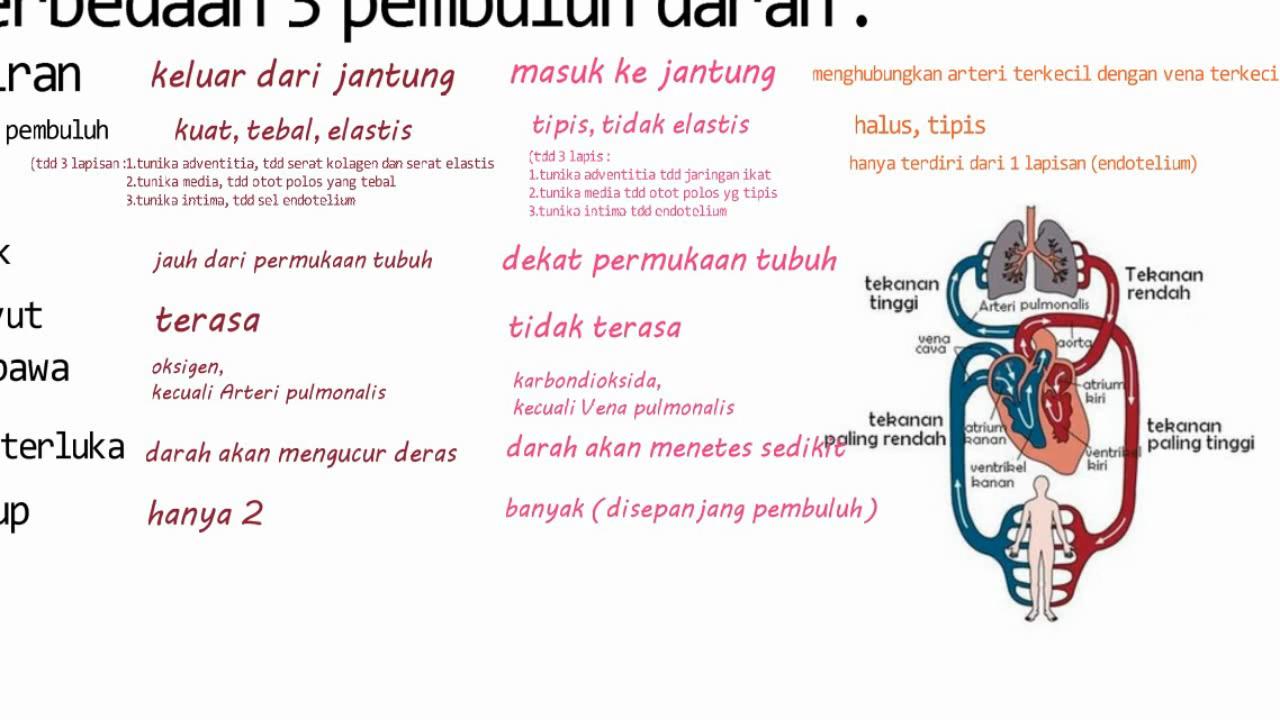 erbedaan 3 pembuluh darah :
iran keluar dari jantung masuk ke jantung menghubungkan arteri terkecil dengan vena terkeci
pembuluh kuat, tebal, elastis tipis, tidak elastis halus, tipis
(tdd 3 lapisan :1.tunika adventitia, tdd serat kolagen dan serat elastis
2.tunika media, tdd otot polos yang tebal
3.tunika intima, tdd sel endotelium
(tdd 3 lapis :
1.tunika adventitia tdd jaringan ikat
2.tunika media tdd otot polos yg tipis
3.tunika intima tdd endotelium
hanya terdiri dari 1 lapisan (endotelium)
k jauh dari permukaan tubuh dekat permukaan tubuh
yut terasa tidak terasa
bawa oksigen,
kecuali Arteri pulmonalis
karbondioksida,
kecuali Vena pulmonalis
terluka darah akan mengucur deras darah akan menetes sedikit
up hanya 2 banyak (disepanjang pembuluh)
tekanan
tinggi
Tekanan
rendah
Arteri pulmonalis
vena
cava
aorta
atrium
kiri
tekanan
paling rendah
atrium
kanan
tekanan
paling tinggi
ventrikel
kiri
ventrikel
kanan